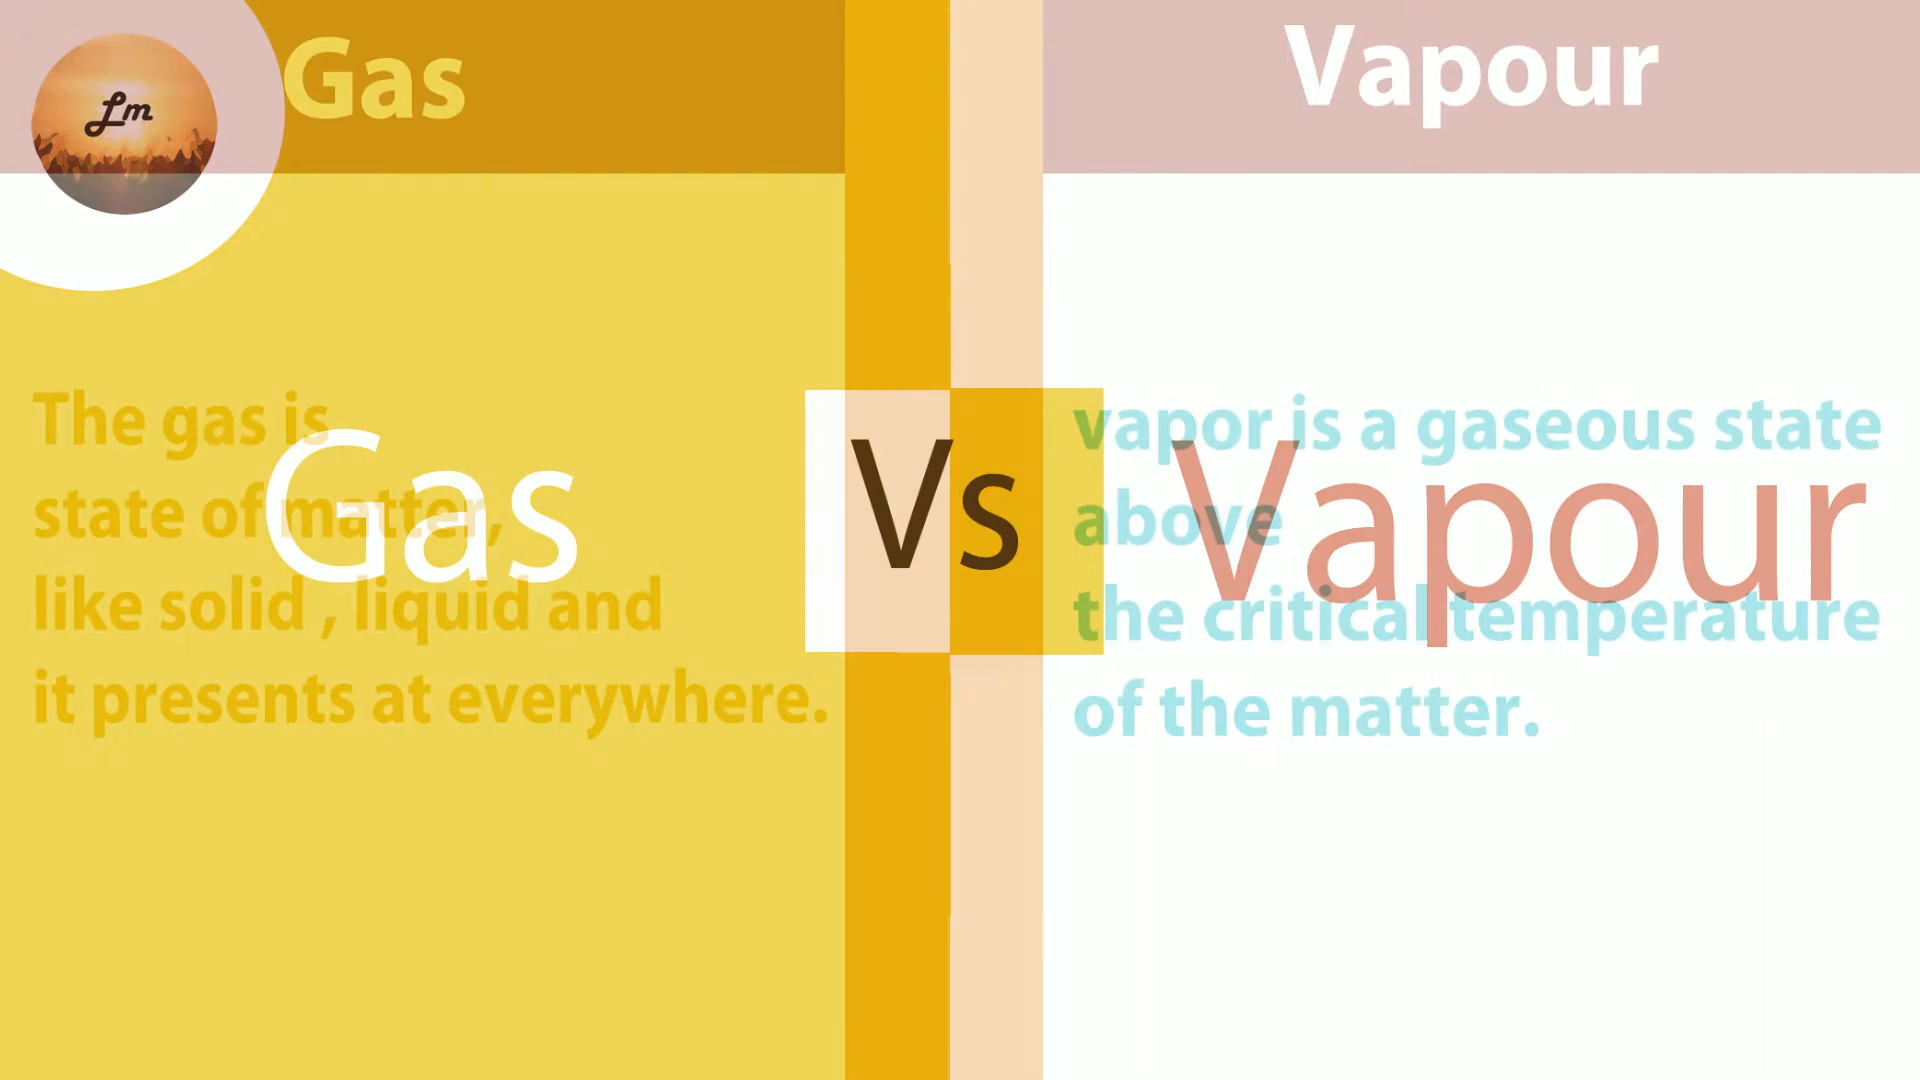 Lm
Gas
Vapour
The gas is
state of matter,
like solid , liquid and
it presents at everywhere.
Gas
Vs
Vapour
vapor is a gaseous state
above
the critical temperature
of the matter.